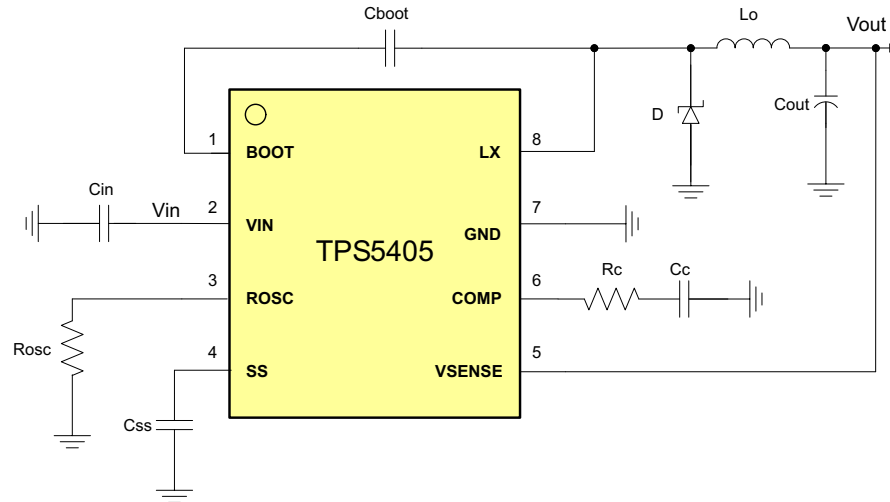 Cboot
Lo
Vout
D
Cout
1
BOOT
LX
8
Cin
Vin
2
VIN
GND
7
TPS5405
3
ROSC
COMP
6
Rc
Cc
Rosc
4
SS
VSENSE
5
Css